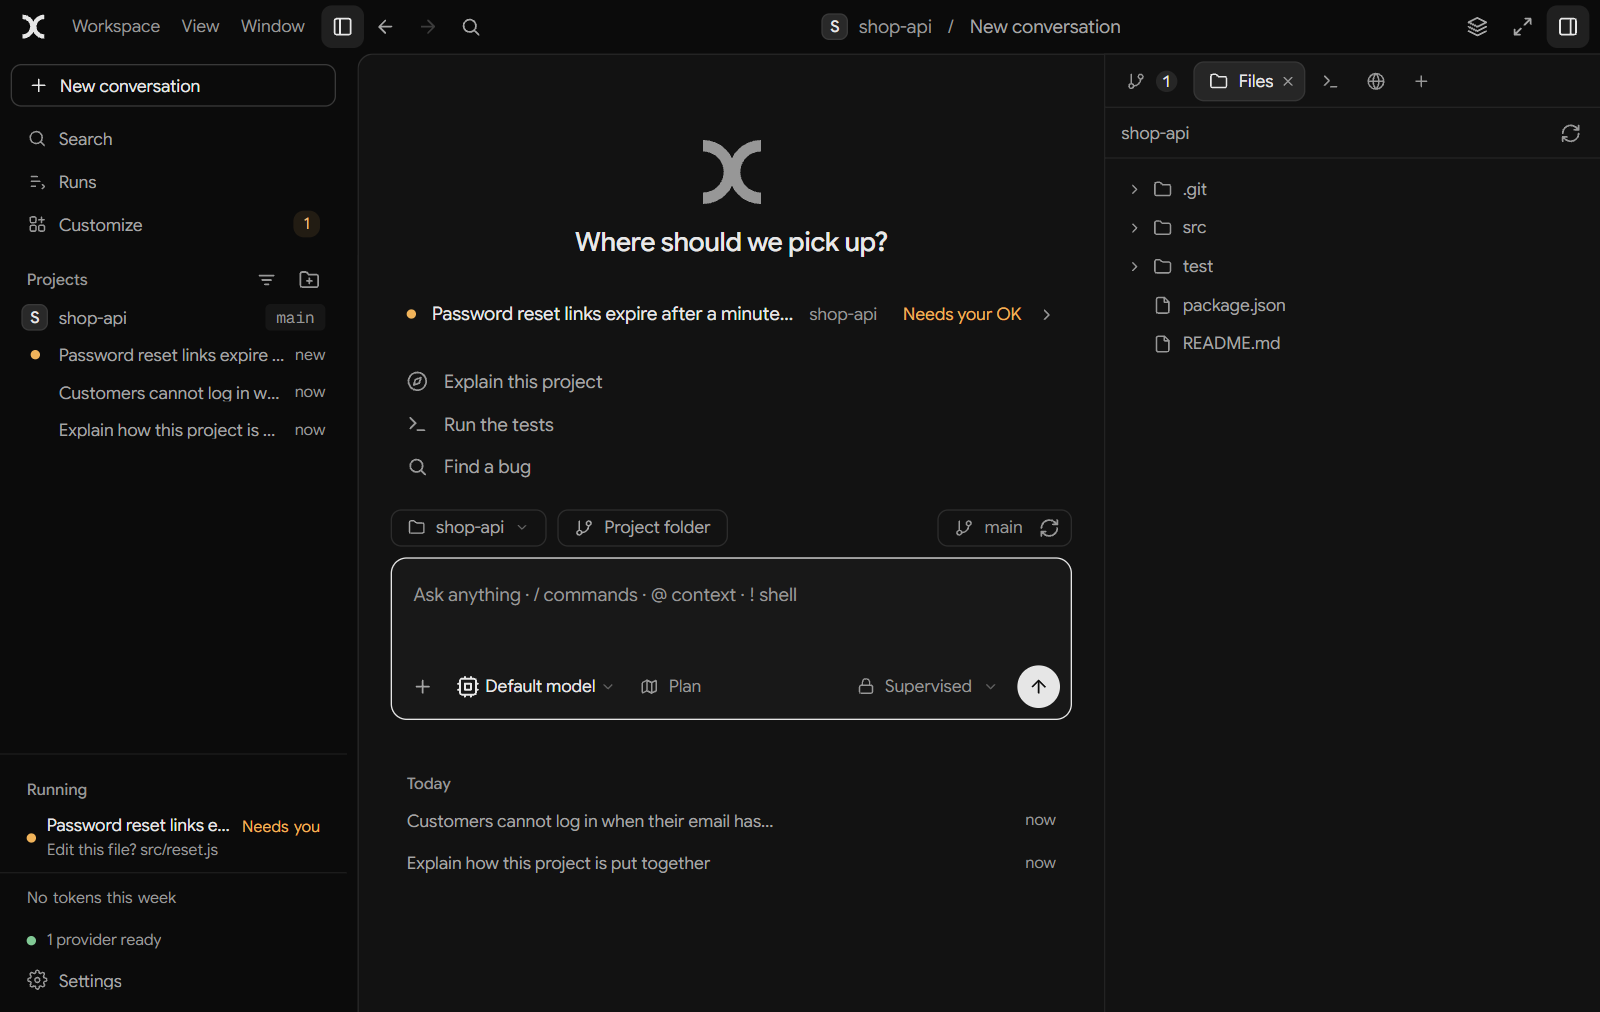 Workspace View Window
S shop-api / New conversation
New conversation
Search
Runs
Customize 1
Projects
S shop-api main
Password reset links expire ... new
Customers cannot log in w... now
Explain how this project is ... now
Running
Password reset links e... Needs you
Edit this file? src/reset.js
No tokens this week
1 provider ready
Settings
Where should we pick up?
Password reset links expire after a minute... shop-api Needs your OK
Explain this project
Run the tests
Find a bug
shop-api Project folder main
Ask anything · / commands · @ context · ! shell
Default model Plan Supervised
Today
Customers cannot log in when their email has... now
Explain how this project is put together now
1 Files
shop-api
.git
src
test
package.json
README.md